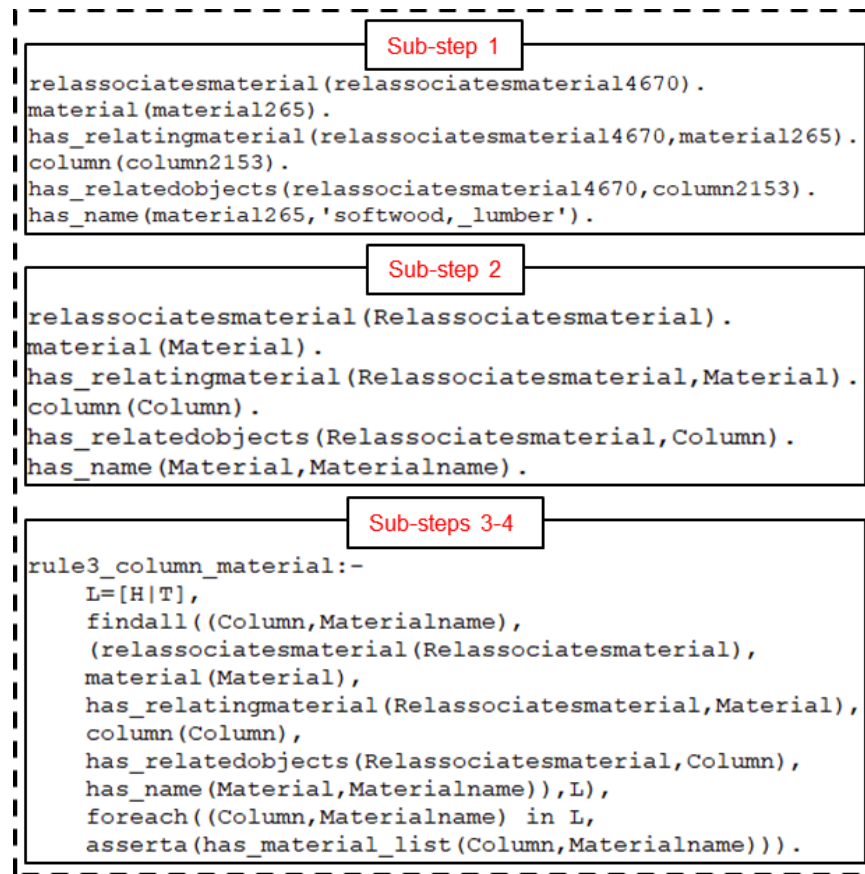 Sub-step 1
relassociatesmaterial(relassociatesmaterial4670).
material(material265).
has_relatingmaterial(relassociatesmaterial4670,material265).
column(column2153).
has_relatedobjects(relassociatesmaterial4670,column2153).
has_name(material265,'softwood,_lumber').
Sub-step 2
relassociatesmaterial(Relassociatesmaterial).
material(Material).
has_relatingmaterial(Relassociatesmaterial,Material).
column(Column).
has_relatedobjects(Relassociatesmaterial,Column).
has_name(Material,Materialname).
Sub-steps 3-4
rule3_column_material:-
L=[H|T],
findall((Column,Materialname),
(relassociatesmaterial(Relassociatesmaterial),
material(Material),
has_relatingmaterial(Relassociatesmaterial,Material),
column(Column),
has_relatedobjects(Relassociatesmaterial,Column),
has_name(Material,Materialname)),L),
foreach((Column,Materialname) in L,
asserta(has_material_list(Column,Materialname))).